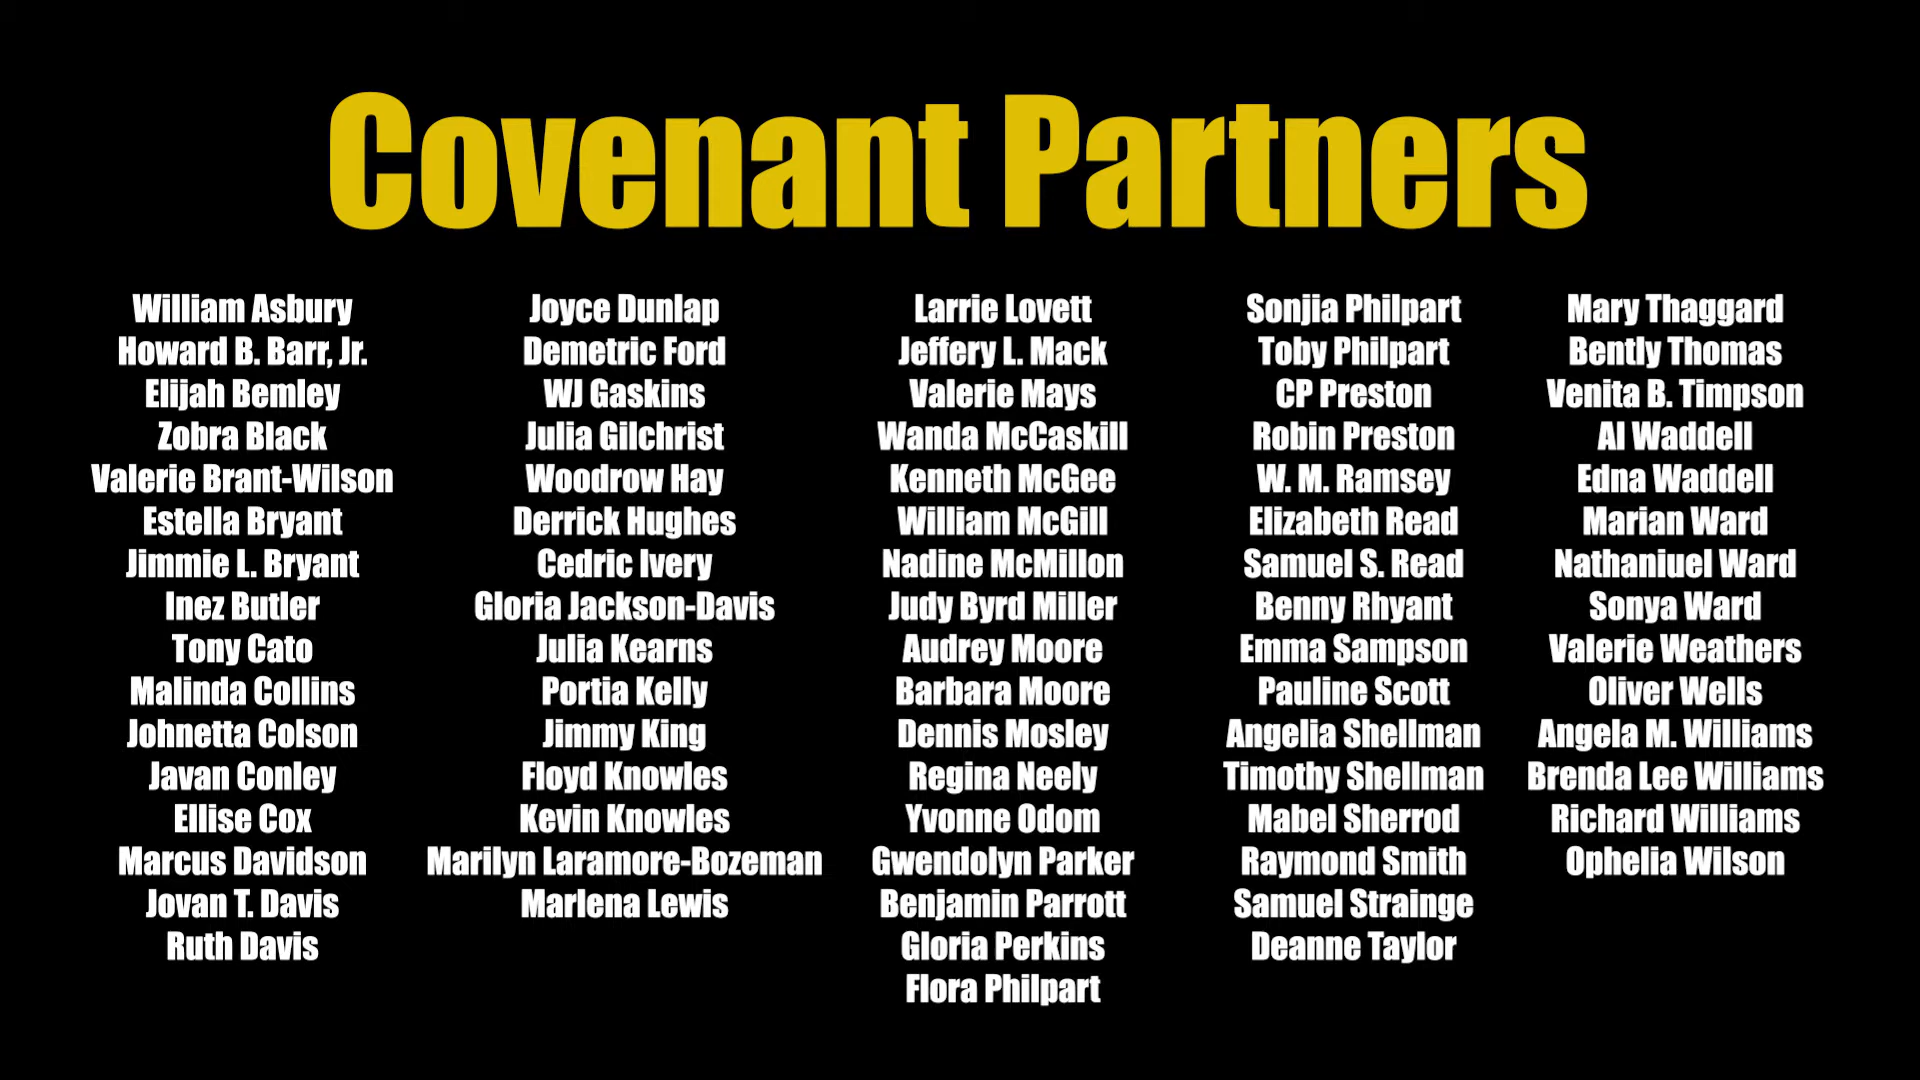 Covenant Partners
William Asbury
Howard B. Barr, Jr.
Elijah Bemley
Zobra Black
Valerie Brant-Wilson
Estella Bryant
Jimmie L. Bryant
Inez Butler
Tony Cato
Malinda Collins
Johnetta Colson
Javan Conley
Ellise Cox
Marcus Davidson
Jovan T. Davis
Ruth Davis
Joyce Dunlap
Demetric Ford
WJ Gaskins
Julia Gilchrist
Woodrow Hay
Derrick Hughes
Cedric Ivery
Gloria Jackson-Davis
Julia Kearns
Portia Kelly
Jimmy King
Floyd Knowles
Kevin Knowles
Marilyn Laramore-Bozeman
Marlena Lewis
Larrie Lovett
Jeffery L. Mack
Valerie Mays
Wanda McCaskill
Kenneth McGee
William McGill
Nadine McMillon
Judy Byrd Miller
Audrey Moore
Barbara Moore
Dennis Mosley
Regina Neely
Yvonne Odom
Gwendolyn Parker
Benjamin Parrott
Gloria Perkins
Flora Philpart
Sonjia Philpart
Toby Philpart
CP Preston
Robin Preston
W. M. Ramsey
Elizabeth Read
Samuel S. Read
Benny Rhyant
Emma Sampson
Pauline Scott
Angelia Shellman
Timothy Shellman
Mabel Sherrod
Raymond Smith
Samuel Strainge
Deanne Taylor
Mary Thaggard
Bently Thomas
Venita B. Timpson
Al Waddell
Edna Waddell
Marian Ward
Nathaniuel Ward
Sonya Ward
Valerie Weathers
Oliver Wells
Angela M. Williams
Brenda Lee Williams
Richard Williams
Ophelia Wilson